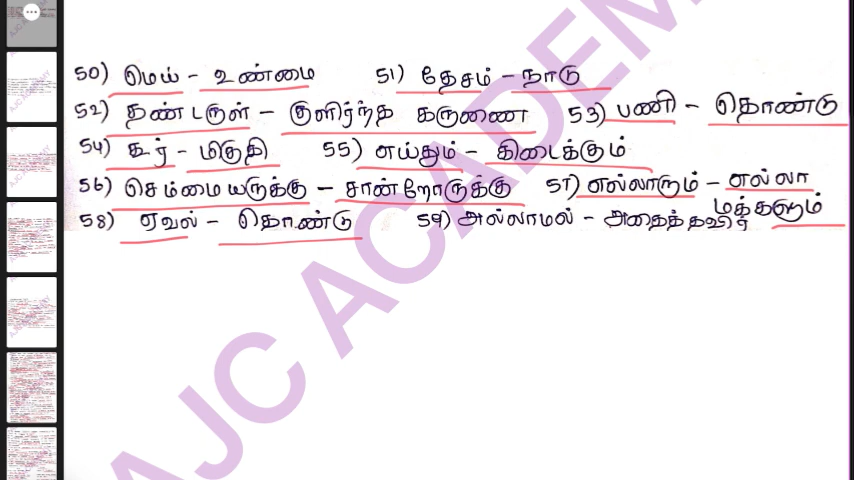 50) மெய் - உண்மை 51) தேசம் - நாடு
52) தண்டருள் - குளிர்ந்த கருணை 53) பணி - தொண்டு
54) கூர் - மிகுதி 55) எய்தும் - கிடைக்கும்
56) செம்மையருக்கு - சான்றோருக்கு 57) எல்லாரும் - எல்லா
மக்களும்
58) ஏவல் - தொண்டு 59) அல்லாமல் - அதைத்தவிர
AJC ACADEM